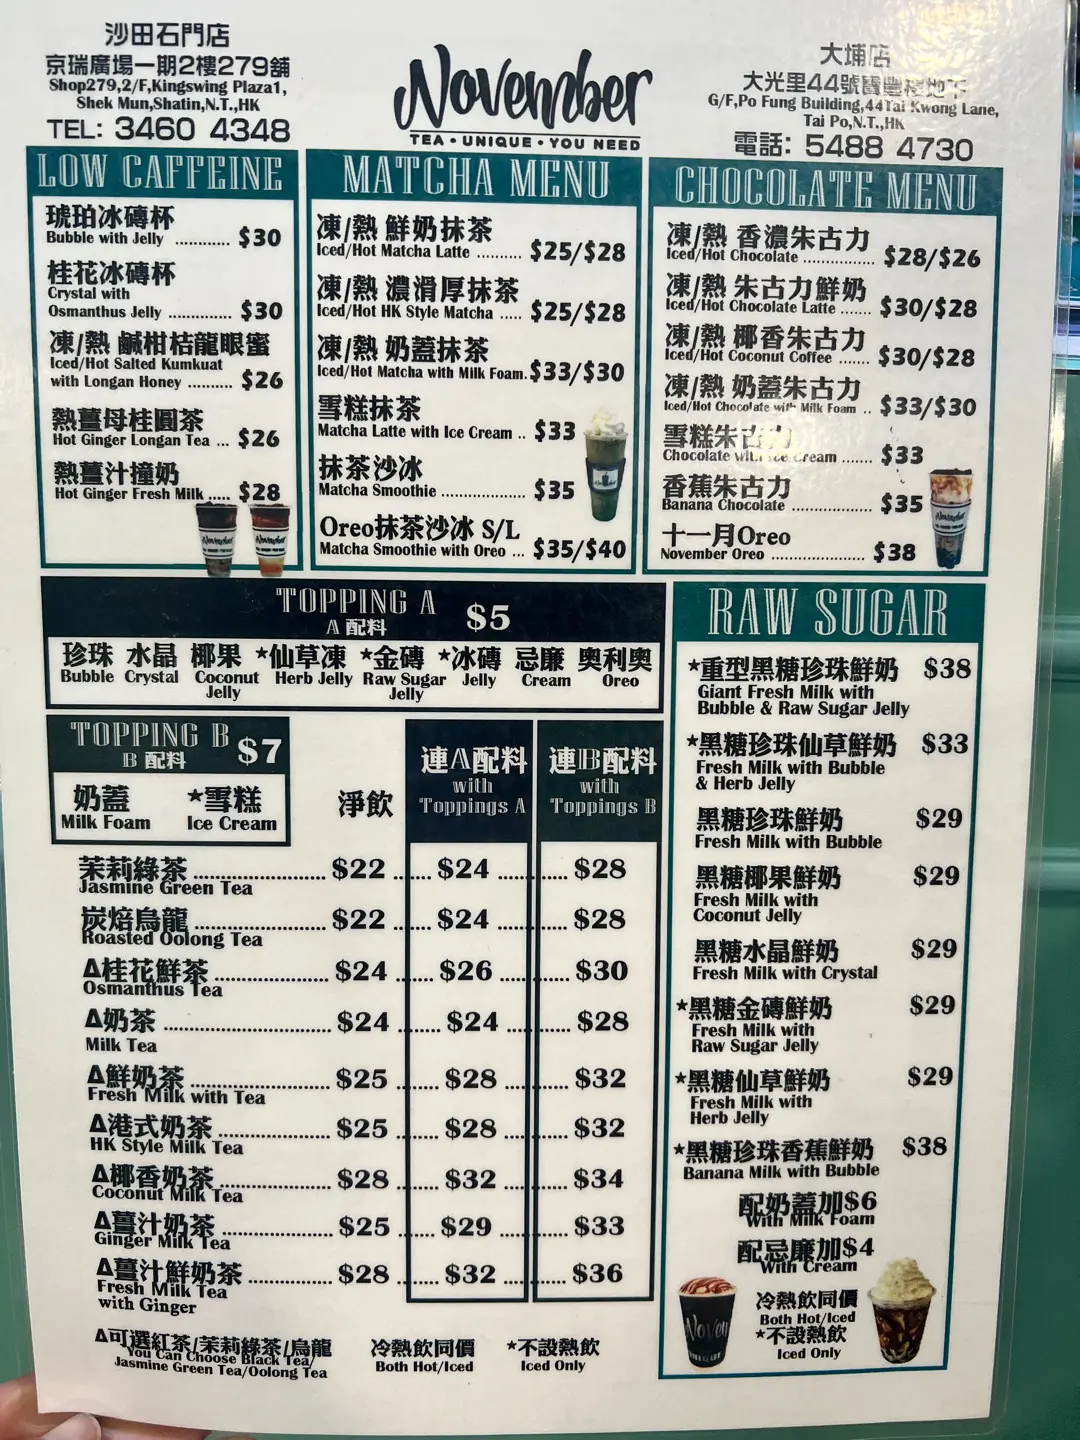 沙田石門店
京瑞廣場一期2樓279舖
Shop279,2/F,Kingswing Plaza1,
Shek Mun,Shatin,N.T.,HK
TEL: 3460 4348
November
TEA • UNIQUE • YOU NEED
大埔店
大光里44號寶豐樓地下
G/F,Po Fung Building,44Tai Kwong Lane,
Tai Po,N.T.,HK
電話: 5488 4730
LOW CAFFEINE
琥珀冰磚杯
Bubble with Jelly ............ $30
桂花冰磚杯
Crystal with
Osmanthus Jelly ............. $30
凍/熱 鹹柑桔龍眼蜜
Iced/Hot Salted Kumkuat
with Longan Honey .......... $26
熱薑母桂圓茶
Hot Ginger Longan Tea ... $26
熱薑汁撞奶
Hot Ginger Fresh Milk ..... $28
MATCHA MENU
凍/熱 鮮奶抹茶
Iced/Hot Matcha Latte .......... $25/$28
凍/熱 濃滑厚抹茶
Iced/Hot HK Style Matcha ..... $25/$28
凍/熱 奶蓋抹茶
Iced/Hot Matcha with Milk Foam. $33/$30
雪糕抹茶
Matcha Latte with Ice Cream .. $33
抹茶沙冰
Matcha Smoothie ................... $35
Oreo抹茶沙冰 S/L
Matcha Smoothie with Oreo ... $35/$40
CHOCOLATE MENU
凍/熱 香濃朱古力
Iced/Hot Chocolate ................ $28/$26
凍/熱 朱古力鮮奶
Iced/Hot Chocolate Latte ....... $30/$28
凍/熱 椰香朱古力
Iced/Hot Coconut Coffee ....... $30/$28
凍/熱 奶蓋朱古力
Iced/Hot Chocolate with Milk Foam .. $33/$30
雪糕朱古力
Chocolate with Ice Cream ....... $33
香蕉朱古力
Banana Chocolate .................. $35
十一月Oreo
November Oreo ..................... $38
TOPPING A $5
A 配料
珍珠 水晶 椰果 *仙草凍 *金磚 *冰磚 忌廉 奧利奧
Bubble Crystal Coconut Jelly Herb Jelly Raw Sugar Jelly Jelly Cream Oreo
TOPPING B $7
B 配料
奶蓋 *雪糕
Milk Foam Ice Cream
淨飲
連A配料
with
Toppings A
連B配料
with
Toppings B
茉莉綠茶 $22 $24 $28
Jasmine Green Tea
炭焙烏龍 $22 $24 $28
Roasted Oolong Tea
Δ桂花鮮茶 $24 $26 $30
Osmanthus Tea
Δ奶茶 $24 $24 $28
Milk Tea
Δ鮮奶茶 $25 $28 $32
Fresh Milk with Tea
Δ港式奶茶 $25 $28 $32
HK Style Milk Tea
Δ椰香奶茶 $28 $32 $34
Coconut Milk Tea
Δ薑汁奶茶 $25 $29 $33
Ginger Milk Tea
Δ薑汁鮮奶茶 $28 $32 $36
Fresh Milk Tea
with Ginger
Δ可選紅茶/茉莉綠茶/烏龍
You Can Choose Black Tea/
Jasmine Green Tea/Oolong Tea
冷熱飲同價
Both Hot/Iced
*不設熱飲
Iced Only
RAW SUGAR
*重型黑糖珍珠鮮奶 $38
Giant Fresh Milk with
Bubble & Raw Sugar Jelly
*黑糖珍珠仙草鮮奶 $33
Fresh Milk with Bubble
& Herb Jelly
黑糖珍珠鮮奶 $29
Fresh Milk with Bubble
黑糖椰果鮮奶 $29
Fresh Milk with
Coconut Jelly
黑糖水晶鮮奶 $29
Fresh Milk with Crystal
*黑糖金磚鮮奶 $29
Fresh Milk with
Raw Sugar Jelly
*黑糖仙草鮮奶 $29
Fresh Milk with
Herb Jelly
*黑糖珍珠香蕉鮮奶 $38
Banana Milk with Bubble
配奶蓋加$6
With Milk Foam
配忌廉加$4
With Cream
冷熱飲同價
Both Hot/Iced
*不設熱飲
Iced Only